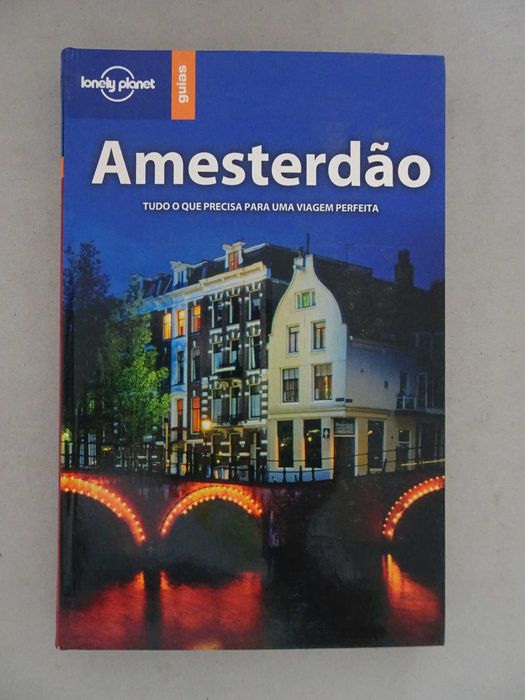 lonely planet
guias
Amesterdão
TUDO O QUE PRECISA PARA UMA VIAGEM PERFEITA